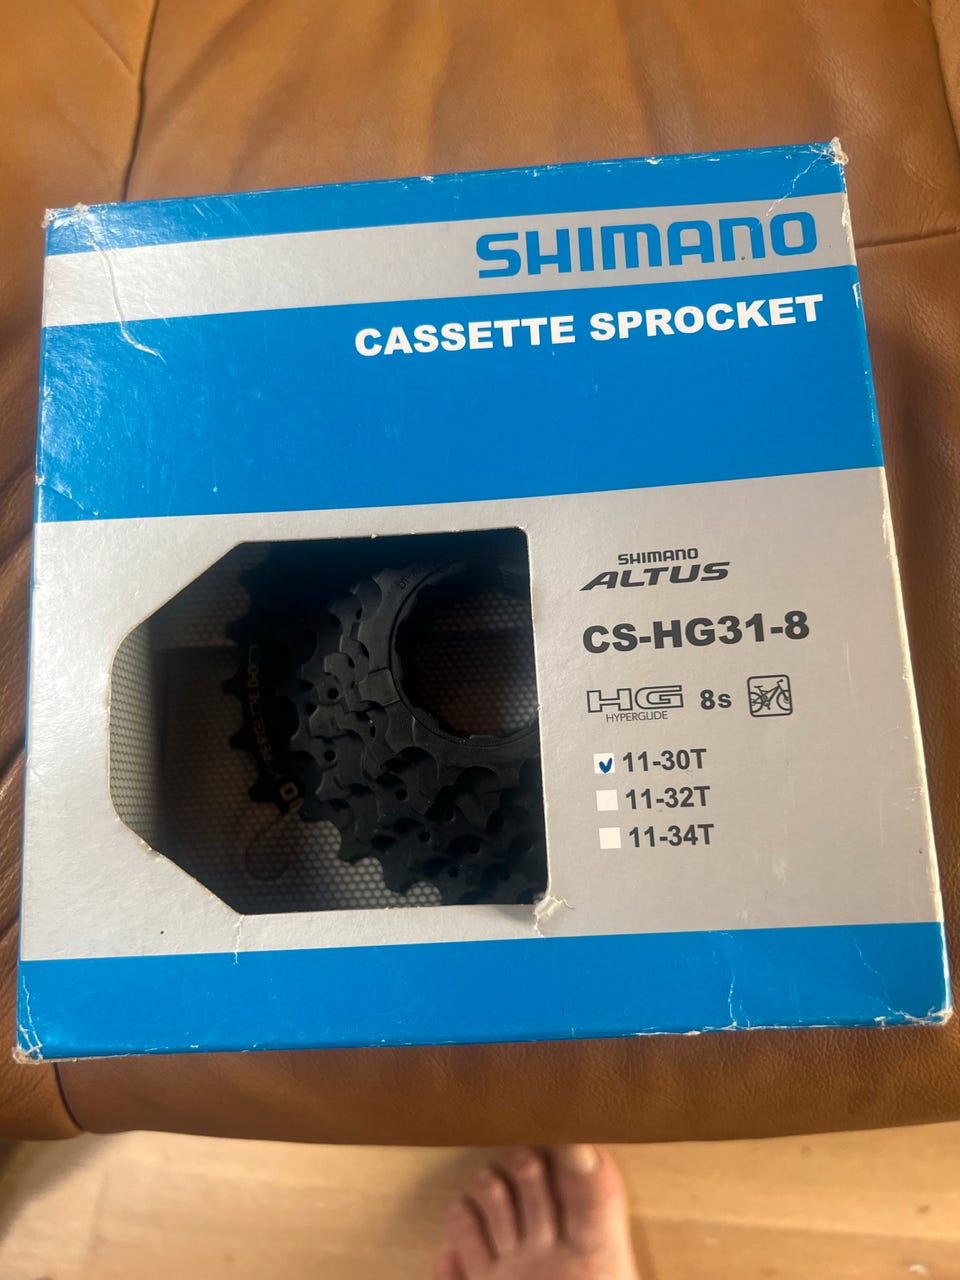 SHIMANO
CASSETTE SPROCKET
SHIMANO
ALTUS
CS-HG31-8
HG 8s
HYPERGLIDE
11-30T
11-32T
11-34T